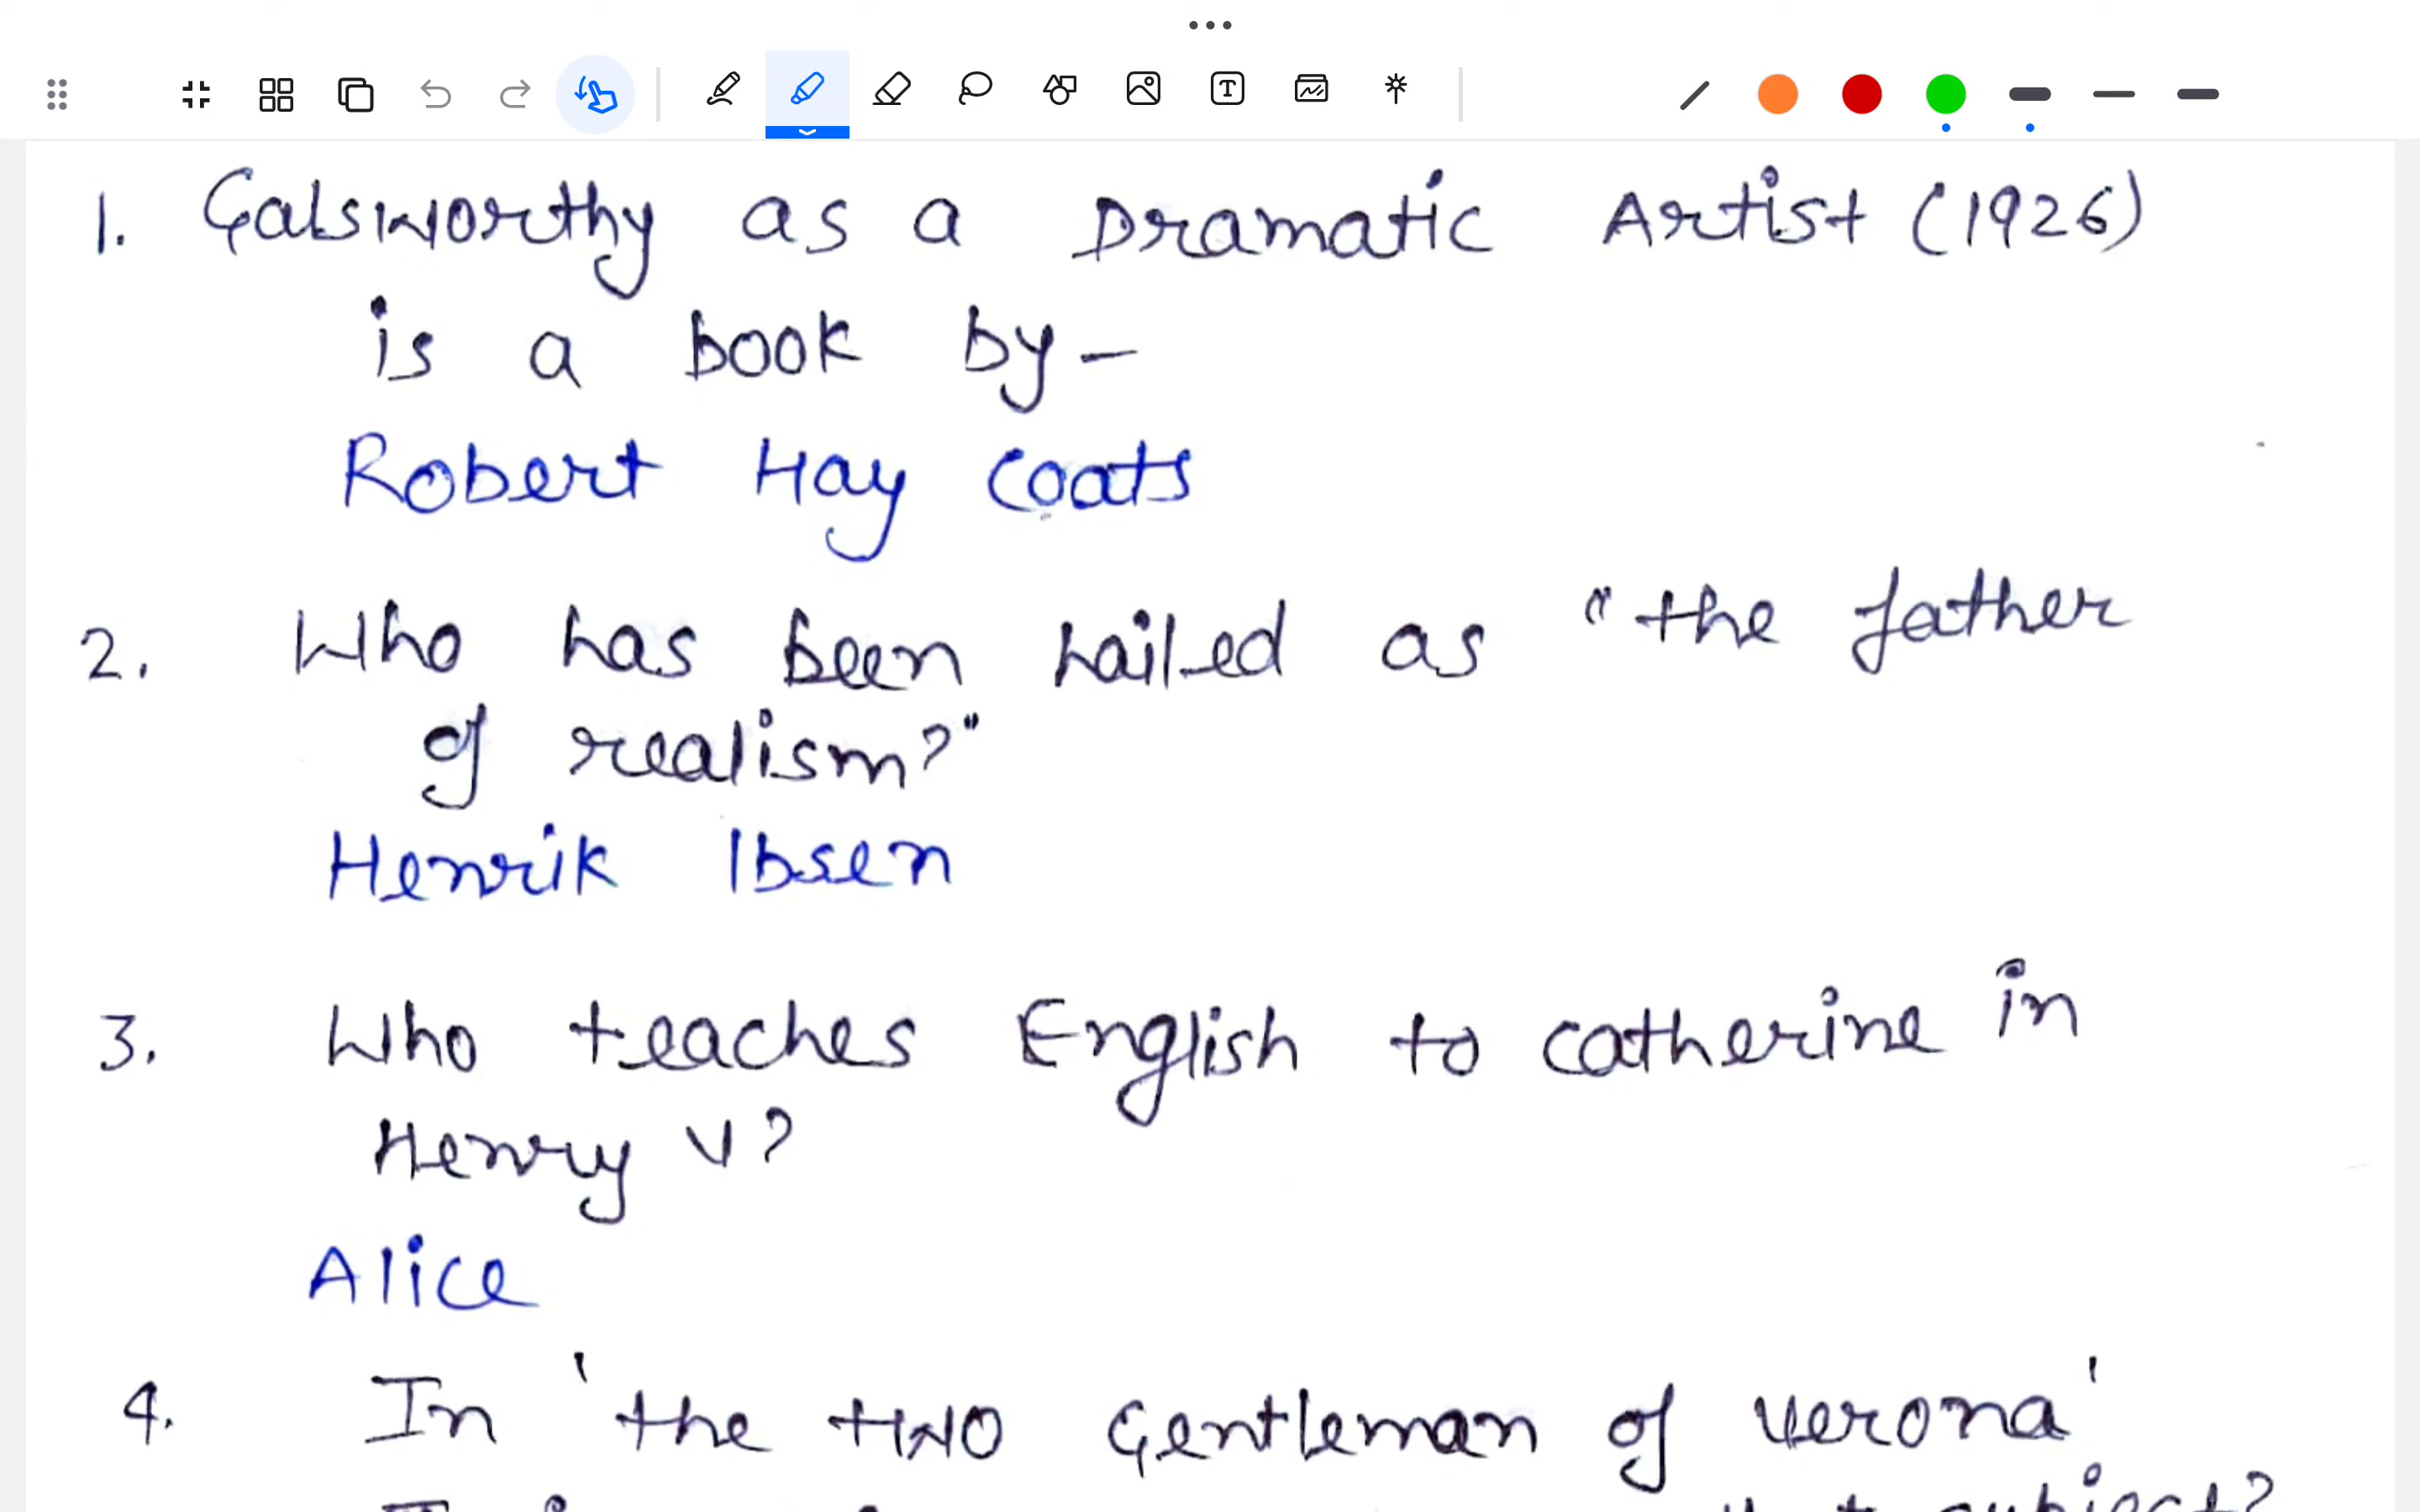 1. Galsworthy as a Dramatic Artist (1926)
is a book by-
Robert Hay Coats
2. Who has been hailed as "the father
of realism?"
Henrik Ibsen
3. Who teaches English to Catherine in
Henry V?
Alice
4. In 'the two Gentleman of Verona'
subject?